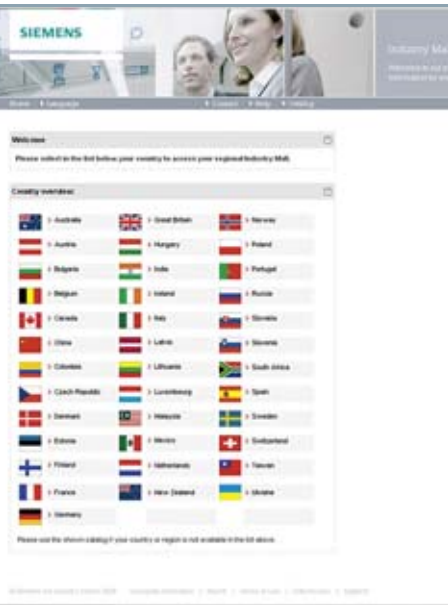 SIEMENS
Industry Ma
Home Language Contact Help
Welcome
Please select in the list below your country to access your regional Industry Mall.
Country overview
Australia Great Britain Norway
Austria Hungary Poland
Bulgaria India Portugal
Belgium Ireland Russia
Canada Italy Slovakia
China Latvia Slovenia
Colombia Lithuania South Africa
Czech Republic Luxembourg Spain
Denmark Malaysia Sweden
Estonia Mexico Switzerland
Finland Netherlands Taiwan
France New Zealand Ukraine
Germany
Please use the shown catalog if your country or region is not available in the list above.